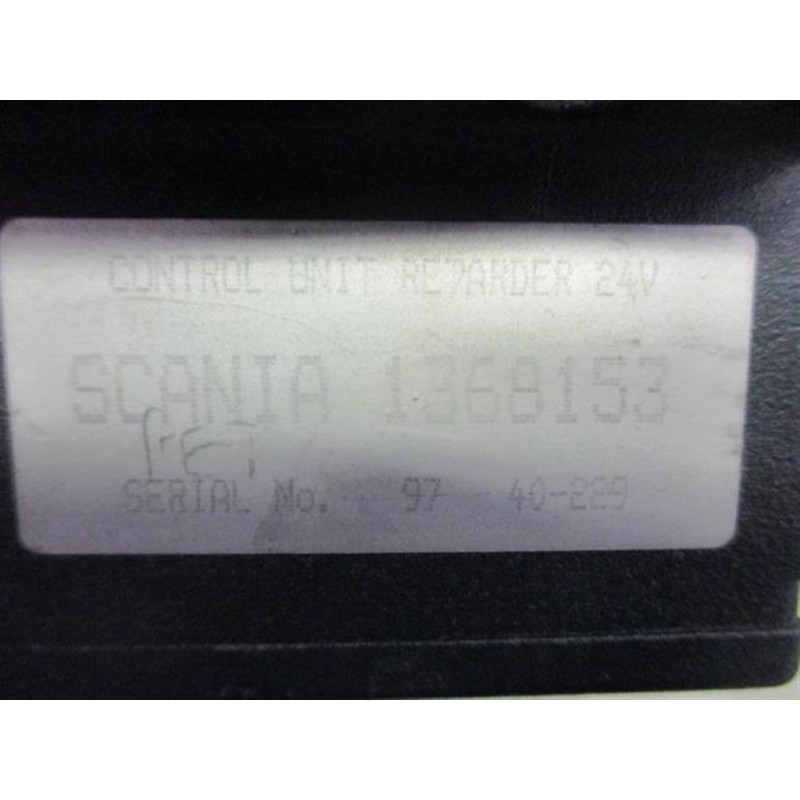 CONTROL UNIT RETARDER 24V
SCANIA 1368153
SERIAL No. 97 40-229